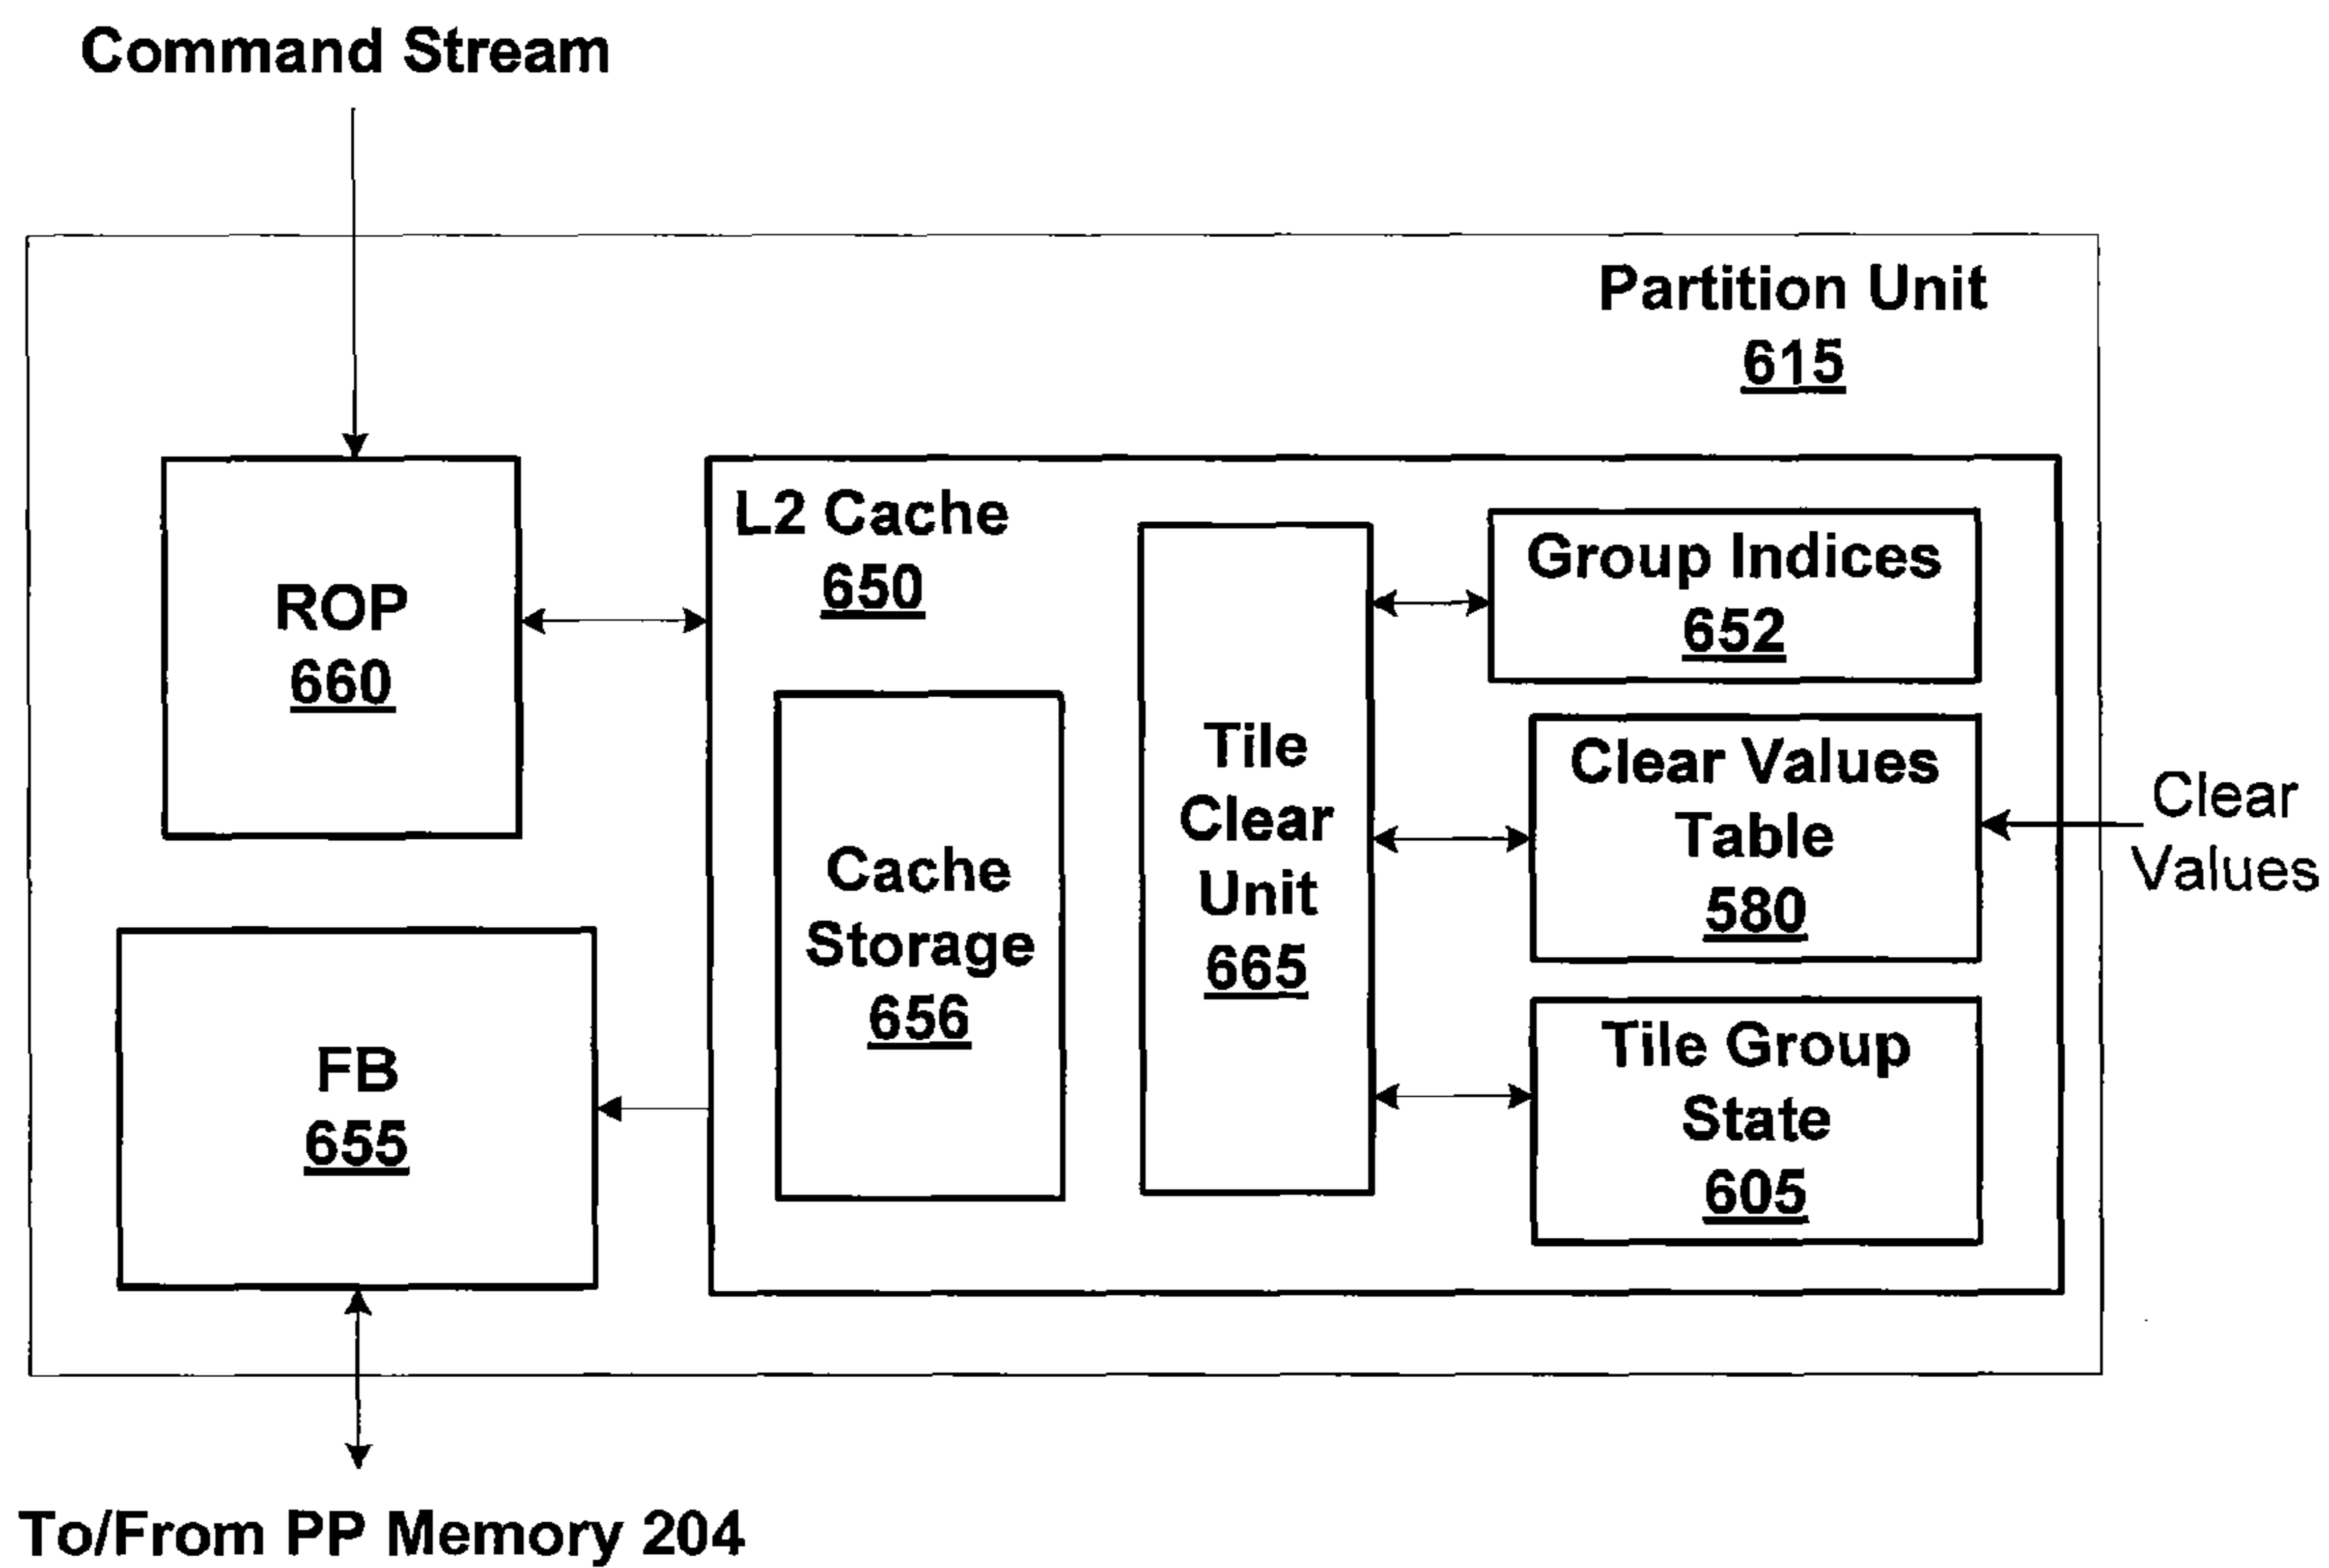 Command Stream
Partition Unit
615
ROP
660
L2 Cache
650
Group Indices
652
Tile
Clear
Unit
665
Clear Values
Table
580
Clear
Values
Cache
Storage
656
FB
655
Tile Group
State
605
To/From PP Memory 204